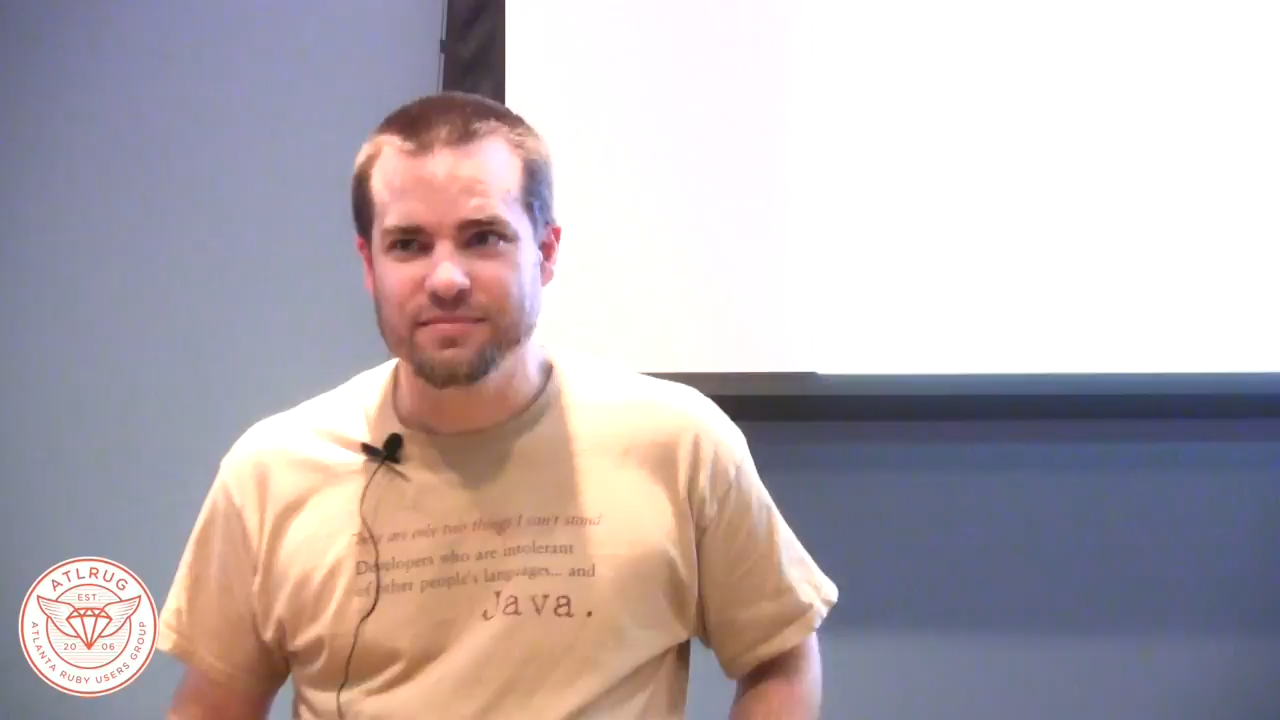 There are only two things I can't stand
Developers who are intolerant
of other people's languages... and
Java.
ATLRUG
EST.
20 06
ATLANTA RUBY USERS GROUP